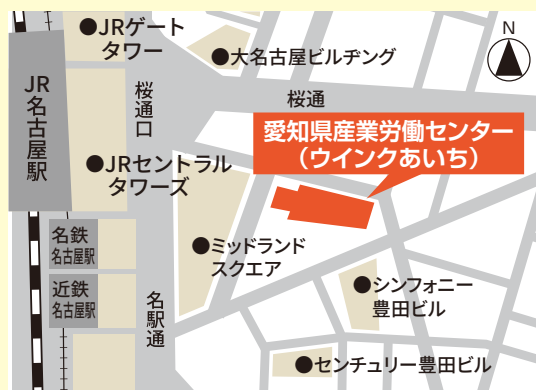 ●JRゲート
タワー
N
●大名古屋ビルヂング
JR
名古屋駅
桜通口
桜通
愛知県産業労働センター
（ウインクあいち）
●JRセントラル
タワーズ
名鉄
名古屋駅
●ミッドランド
スクエア
近鉄
名古屋駅
名駅通
●シンフォニー
豊田ビル
●センチュリー豊田ビル